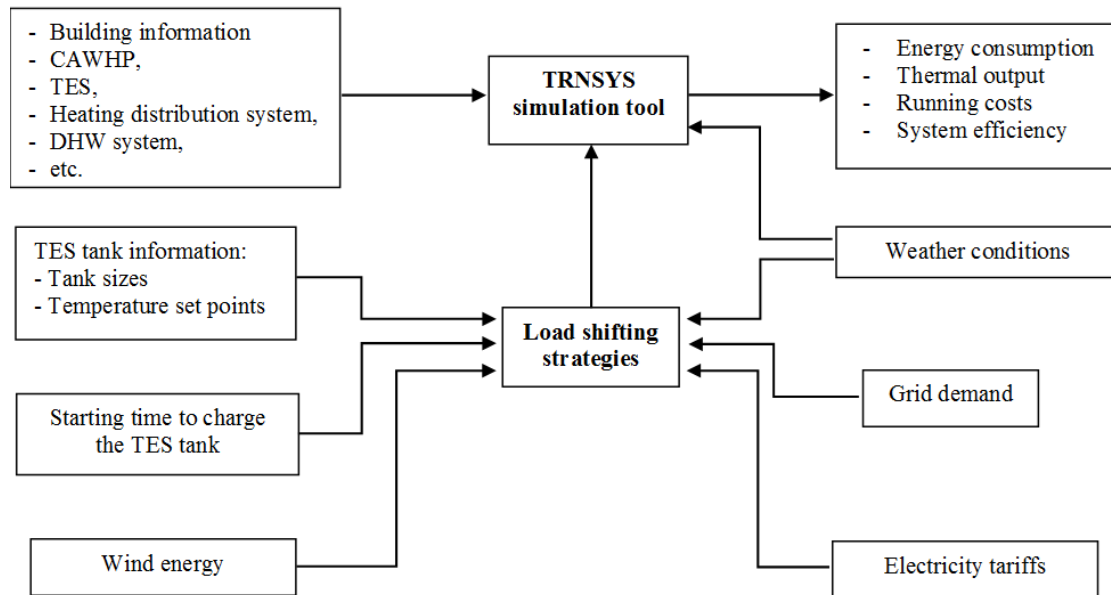 - Building information
- CAWHP,
- TES,
- Heating distribution system,
- DHW system,
- etc.
TRNSYS
simulation tool
- Energy consumption
- Thermal output
- Running costs
- System efficiency
TES tank information:
- Tank sizes
- Temperature set points
Weather conditions
Load shifting
strategies
Starting time to charge
the TES tank
Grid demand
Wind energy
Electricity tariffs